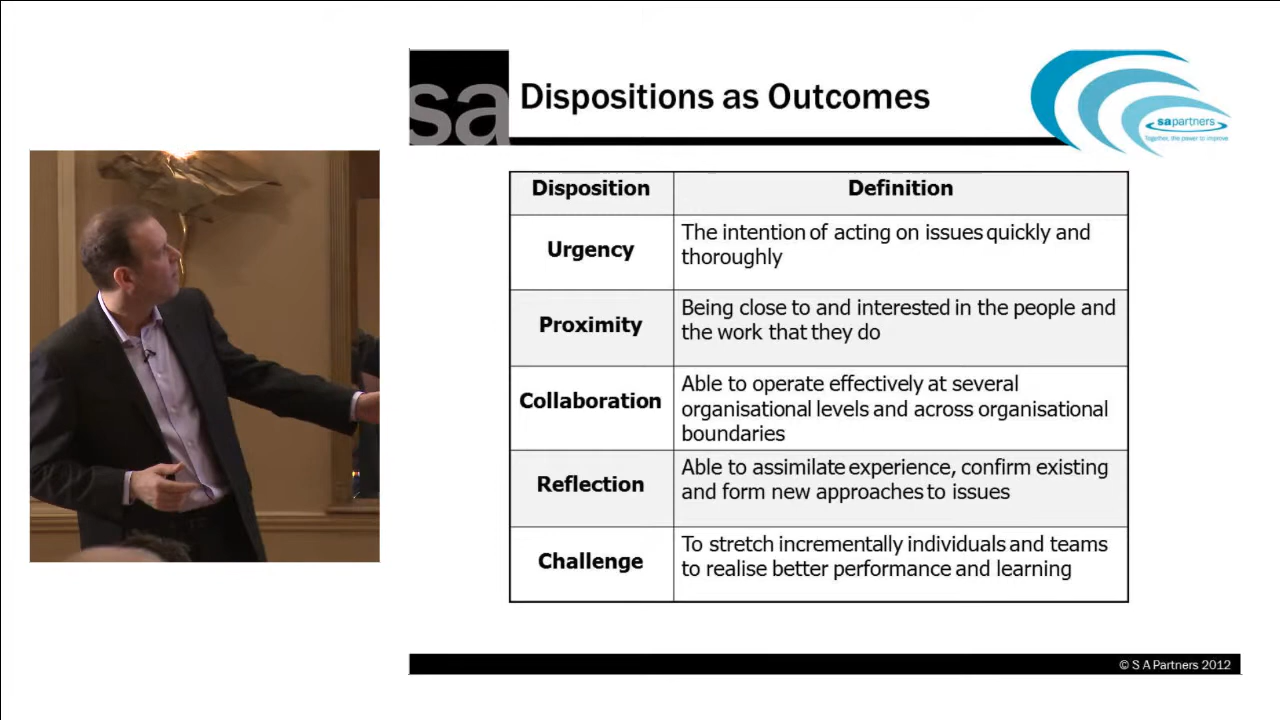 sa
Dispositions as Outcomes
sapartners
Together, the power to improve
Disposition
Definition
Urgency
The intention of acting on issues quickly and
thoroughly
Proximity
Being close to and interested in the people and
the work that they do
Collaboration
Able to operate effectively at several
organisational levels and across organisational
boundaries
Reflection
Able to assimilate experience, confirm existing
and form new approaches to issues
Challenge
To stretch incrementally individuals and teams
to realise better performance and learning
© S A Partners 2012